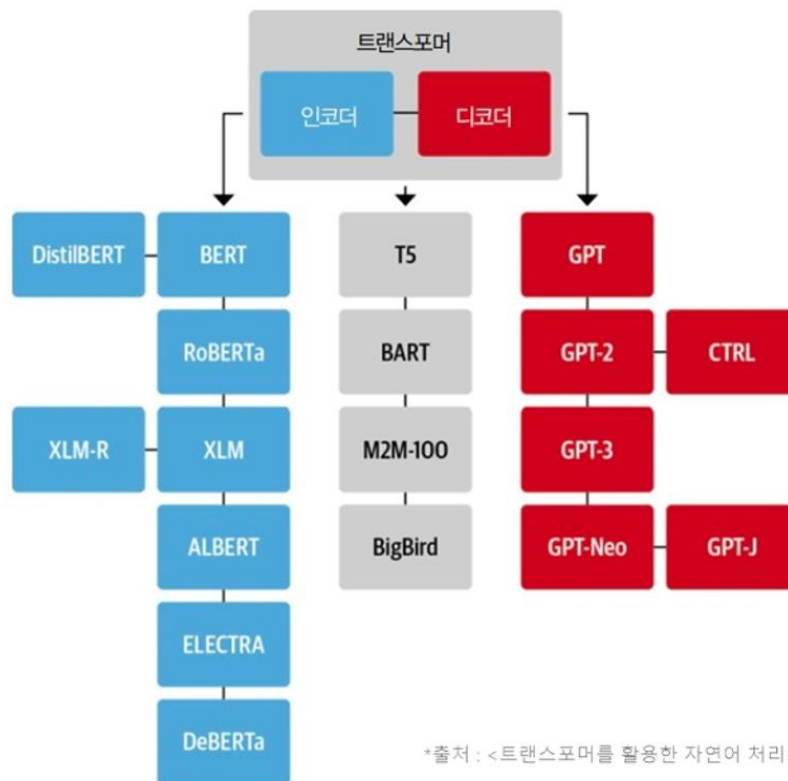 트랜스포머
인코더 디코더
DistilBERT BERT T5 GPT
RoBERTa BART GPT-2 CTRL
XLM-R XLM M2M-100 GPT-3
ALBERT BigBird GPT-Neo GPT-J
ELECTRA
DeBERTa
*출처 : <트랜스포머를 활용한 자연어 처리